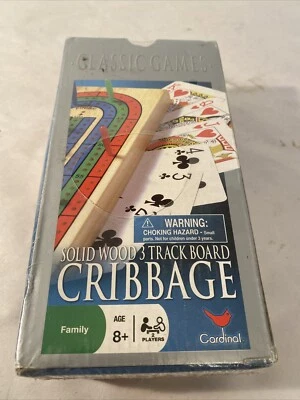 CLASSIC GAMES
WARNING:
CHOKING HAZARD - Small
parts. Not for children under 3 years.
SOLID WOOD 3 TRACK BOARD
CRIBBAGE
Family
AGE
8+
PLAYERS
Cardinal